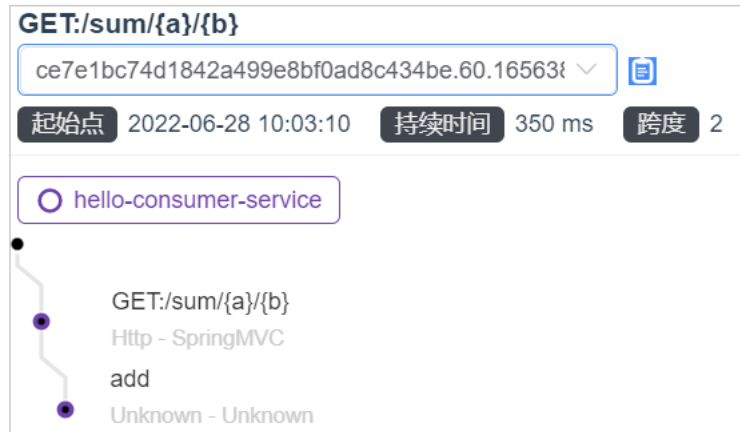 GET:/sum/{a}/{b}
ce7e1bc74d1842a499e8bf0ad8c434be.60.165638
起始点 2022-06-28 10:03:10 持续时间 350 ms 跨度 2
hello-consumer-service
GET:/sum/{a}/{b}
Http - SpringMVC
add
Unknown - Unknown